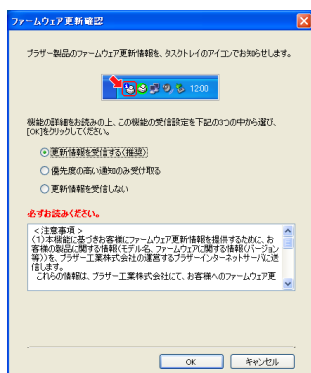 ファームウェア更新確認
ブラザー製品のファームウェア更新情報を、タスクトレイのアイコンでお知らせします。
12:00
機能の詳細をお読みの上、この機能の受信設定を下記の3つの中から選び、
[OK]をクリックしてください。
更新情報を受信する(推奨)
優先度の高い通知のみ受け取る
更新情報を受信しない
必ずお読みください。
＜注意事項＞
(1)本機能に基づきお客様にファームウェア更新情報を提供するために、お
客様の製品に関する情報(モデル名、ファームウェアに関する情報(バージョン
等))を、ブラザー工業株式会社の運営するブラザーインターネットサーバに送
信します。
これらの情報は、ブラザー工業株式会社にて、お客様へのファームウェア更
OK
キャンセル